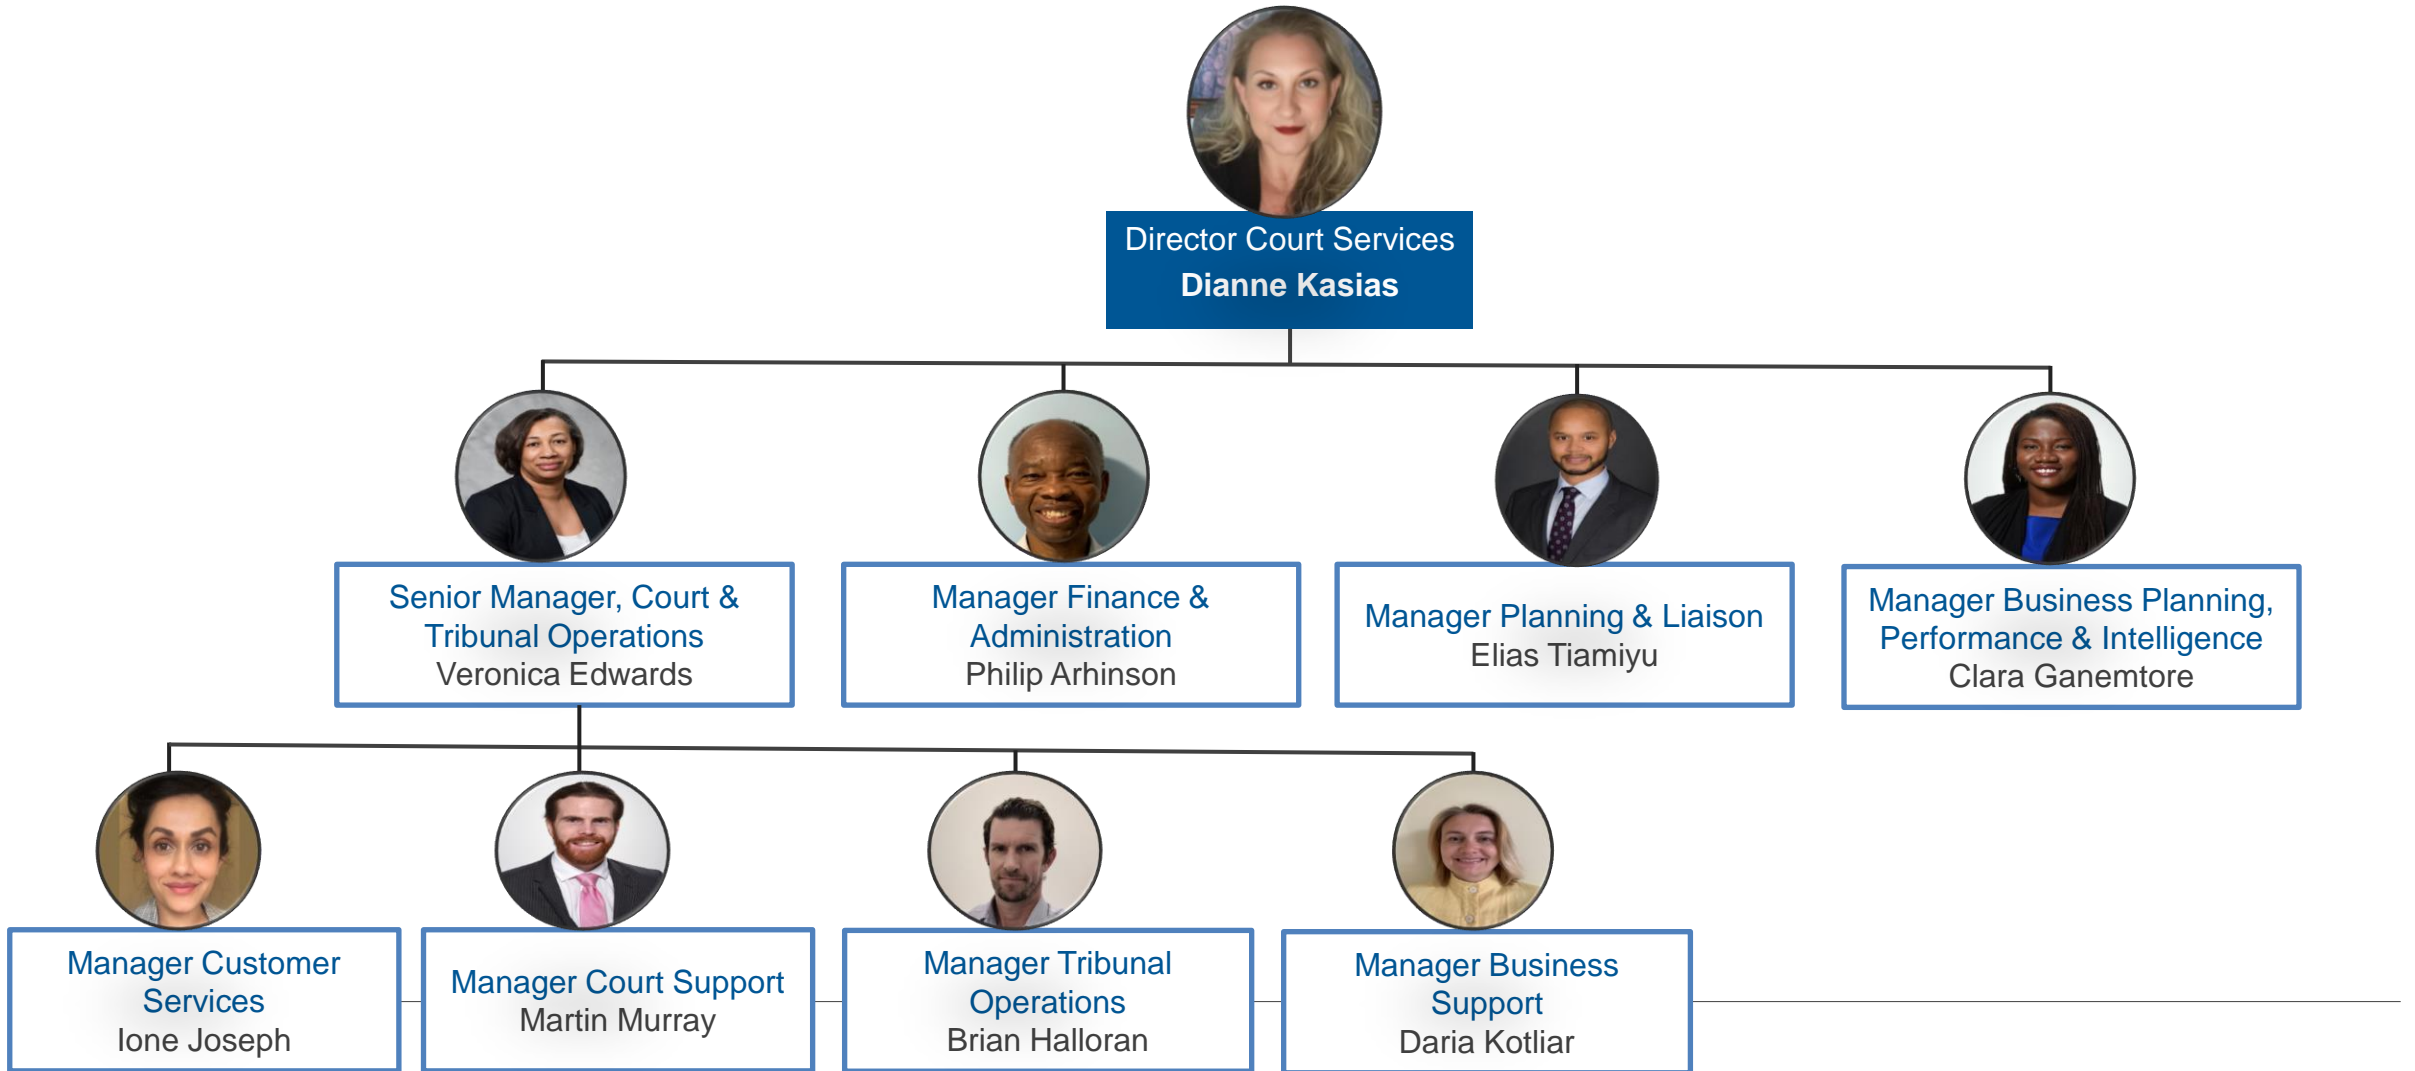 Director Court Services
Dianne Kasias
Senior Manager, Court &
Tribunal Operations
Veronica Edwards
Manager Finance &
Administration
Philip Arhinson
Manager Planning & Liaison
Elias Tiamiyu
Manager Business Planning,
Performance & Intelligence
Clara Ganemtore
Manager Customer
Services
Ione Joseph
Manager Court Support
Martin Murray
Manager Tribunal
Operations
Brian Halloran
Manager Business
Support
Daria Kotliar